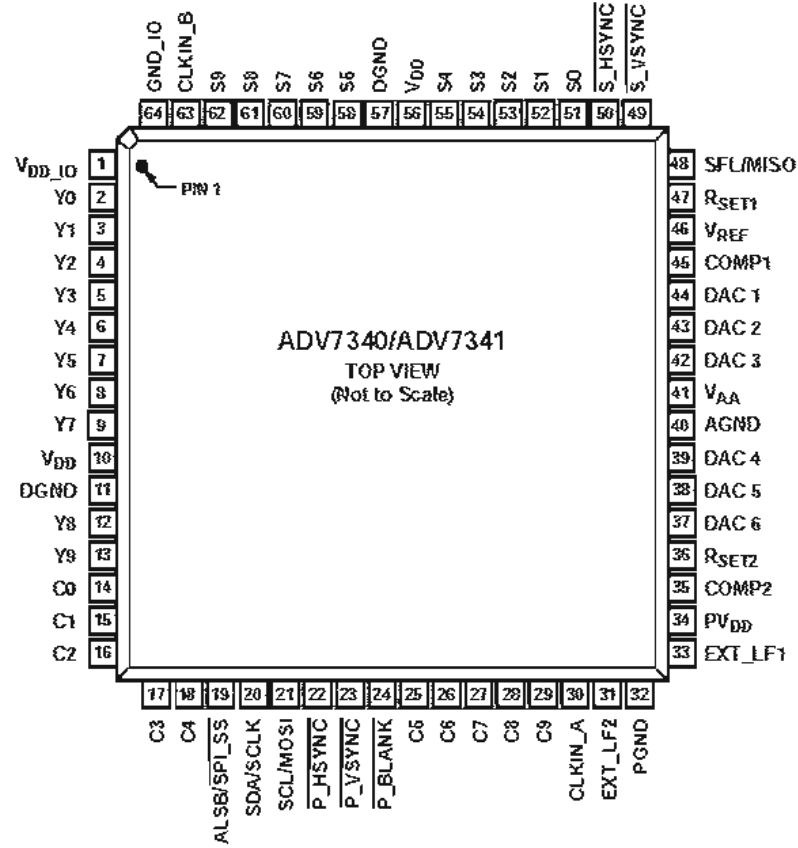 GND_IO
CLKIN_B
S9
S8
S7
S6
S5
DGND
VDD
S4
S3
S2
S1
S0
S_HSYNC
S_VSYNC
64 63 62 61 60 59 58 57 56 55 54 53 52 51 50 49
VDD_IO 1
Y0 2
Y1 3
Y2 4
Y3 5
Y4 6
Y5 7
Y6 8
Y7 9
VDD 10
DGND 11
Y8 12
Y9 13
C0 14
C1 15
C2 16
PIN 1
ADV7340/ADV7341
TOP VIEW
(Not to Scale)
48 SFL/MISO
47 RSET1
46 VREF
45 COMP1
44 DAC 1
43 DAC 2
42 DAC 3
41 VAA
40 AGND
39 DAC 4
38 DAC 5
37 DAC 6
36 RSET2
35 COMP2
34 PVDD
33 EXT_LF1
17 18 19 20 21 22 23 24 25 26 27 28 29 30 31 32
C3
C4
ALSB/SPI_SS
SDA/SCLK
SCL/MOSI
P_HSYNC
P_VSYNC
P_BLANK
C5
C6
C7
C8
C9
CLKIN_A
EXT_LF2
PGND